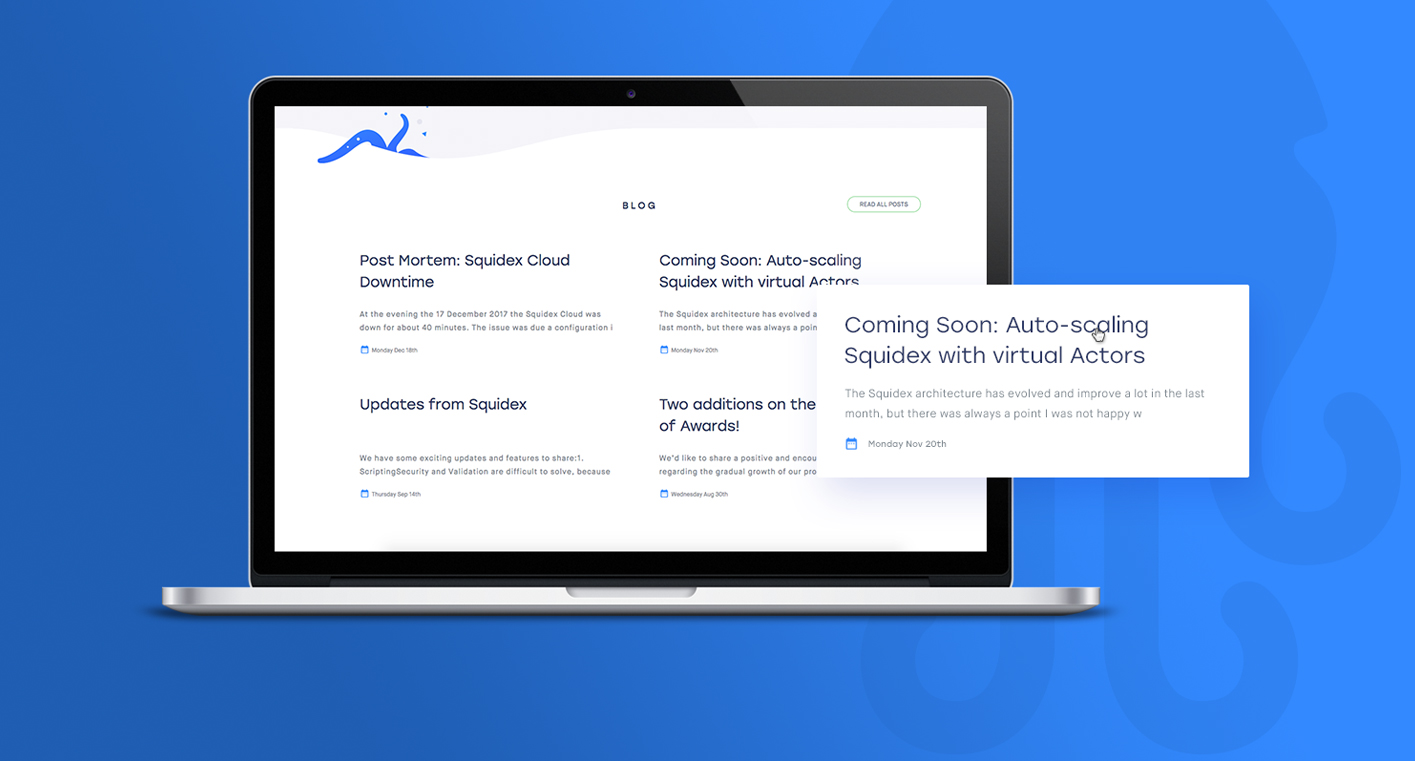 BLOG
READ ALL POSTS
Post Mortem: Squidex Cloud
Downtime
At the evening the 17 December 2017 the Squidex Cloud was
down for about 40 minutes. The issue was due a configuration i
Monday Dec 18th
Coming Soon: Auto-scaling
Squidex with virtual Actors
The Squidex architecture has evolved a
last month, but there was always a poin
Monday Nov 20th
Updates from Squidex
We have some exciting updates and features to share:1.
ScriptingSecurity and Validation are difficult to solve, because
Thursday Sep 14th
Two additions on the
of Awards!
We'd like to share a positive and encou
regarding the gradual growth of our pro
Wednesday Aug 30th
Coming Soon: Auto-scaling
Squidex with virtual Actors
The Squidex architecture has evolved and improve a lot in the last
month, but there was always a point I was not happy w
Monday Nov 20th